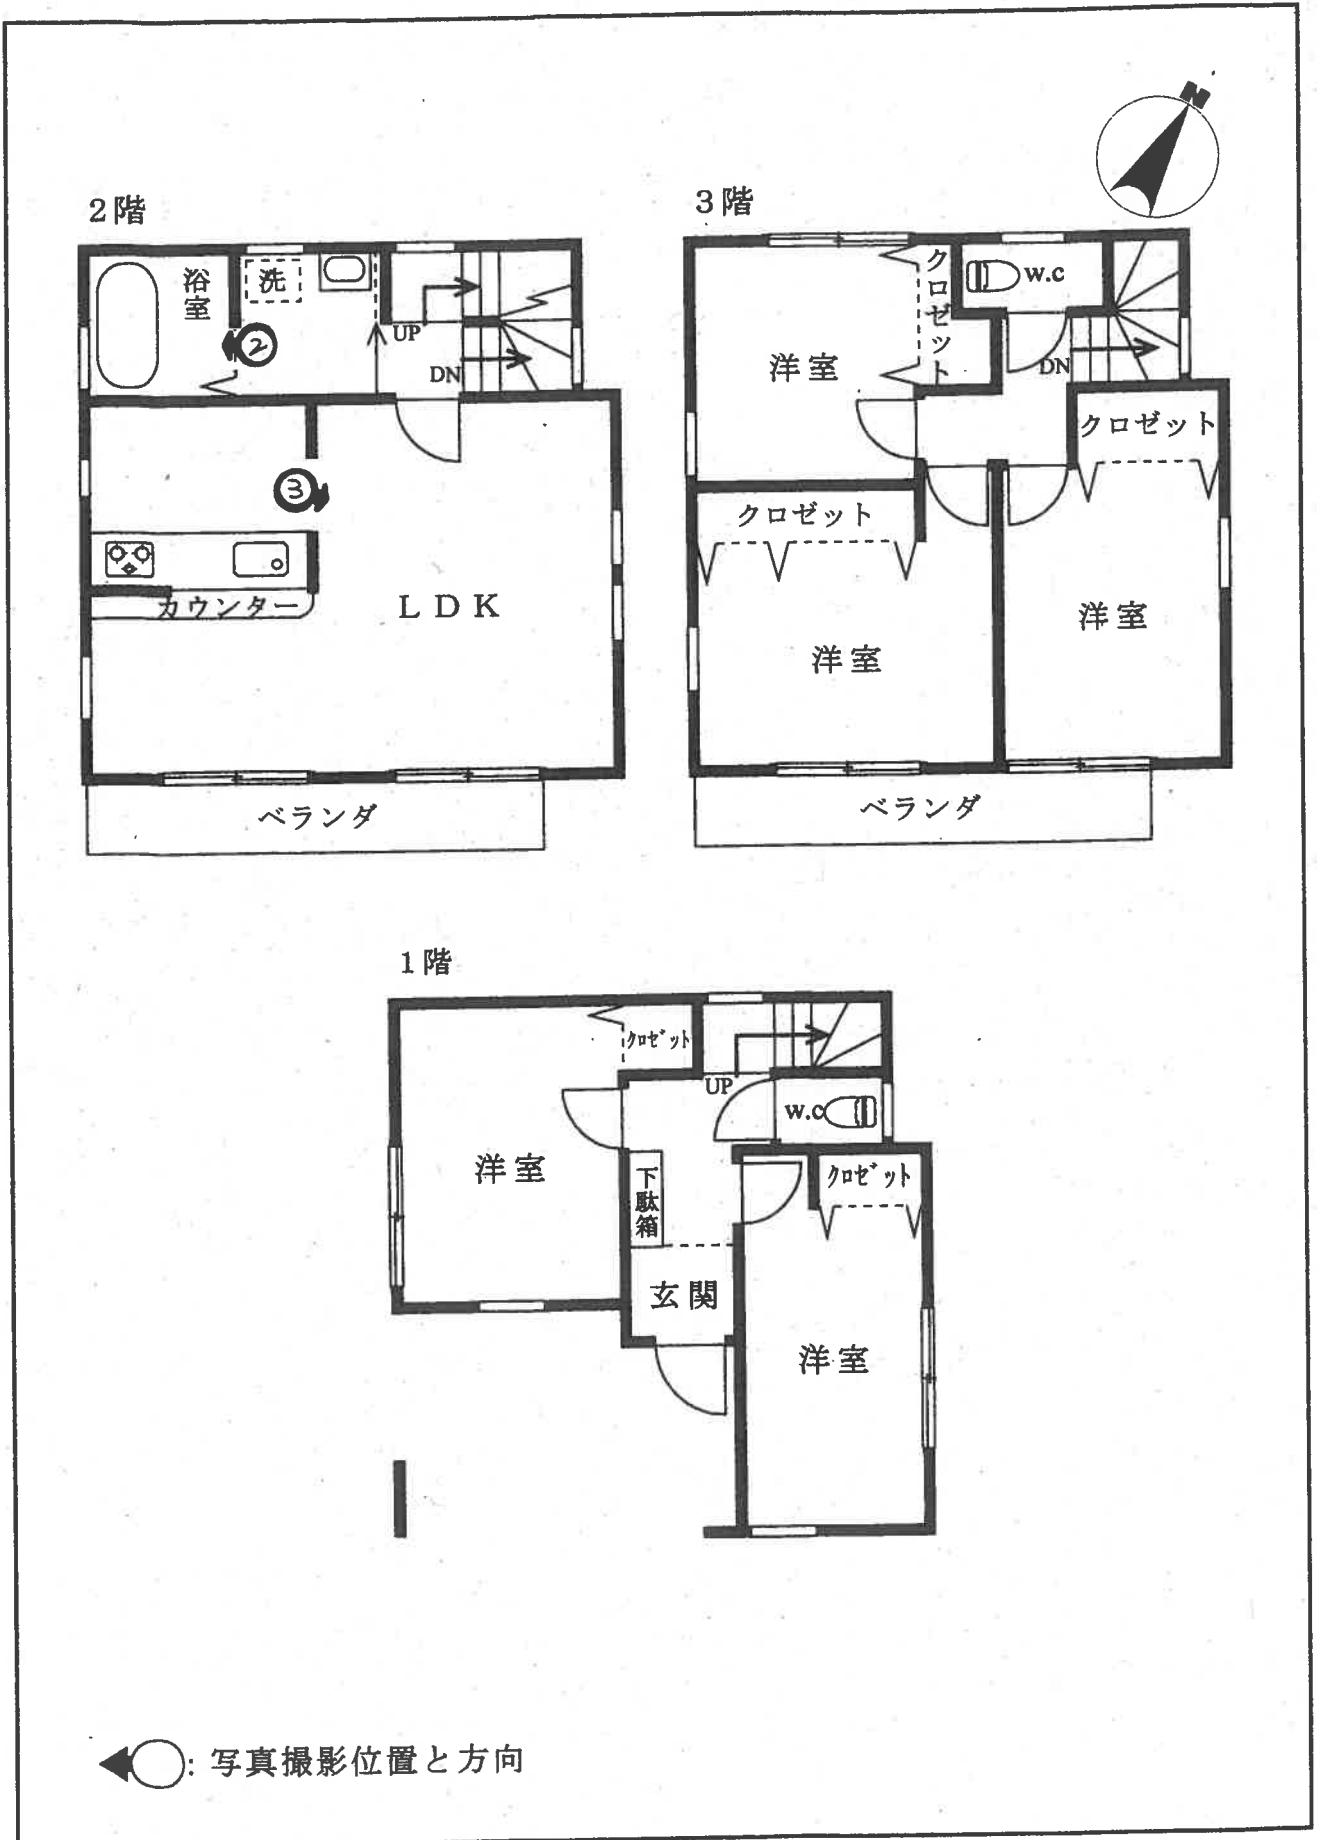 N
2階
浴室
洗
②
UP
DN
③
カウンター
LDK
ベランダ
3階
クロゼット
W.C
洋室
DN
クロゼット
クロゼット
洋室
洋室
ベランダ
1階
クロゼット
UP
W.C
洋室
下駄箱
クロゼット
玄関
洋室
: 写真撮影位置と方向